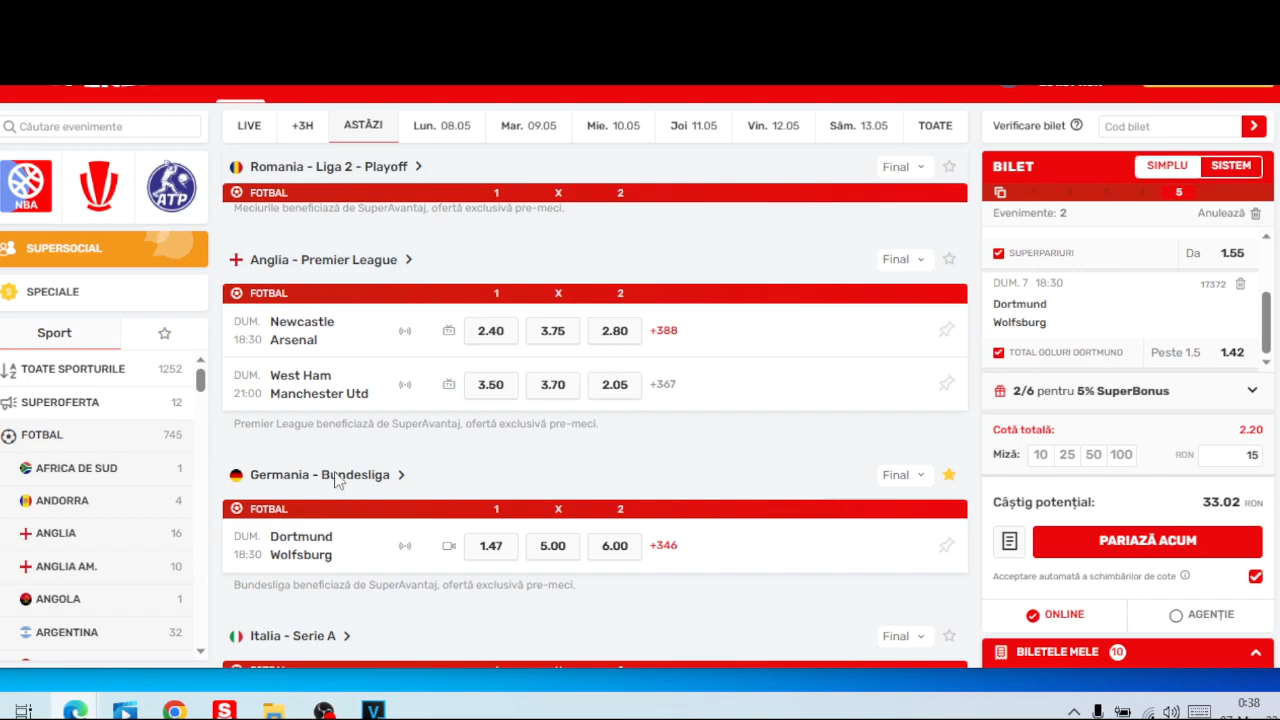 Căutare evenimente
LIVE
+3H
ASTĂZI
Lun. 08.05
Mar. 09.05
Mie. 10.05
Joi 11.05
Vin. 12.05
Sâm. 13.05
TOATE
Verificare bilet
Cod bilet
NBA
ATP
SUPERSOCIAL
SPECIALE
Sport
TOATE SPORTURILE 1252
SUPEROFERTA 12
FOTBAL 745
AFRICA DE SUD 1
ANDORRA 4
ANGLIA 16
ANGLIA AM. 10
ANGOLA 1
ARGENTINA 32
Romania - Liga 2 - Playoff
Final
FOTBAL 1 X 2
Meciurile beneficiază de SuperAvantaj, ofertă exclusivă pre-meci.
Anglia - Premier League
Final
FOTBAL 1 X 2
DUM. 18:30
Newcastle
Arsenal
2.40 3.75 2.80 +388
DUM. 21:00
West Ham
Manchester Utd
3.50 3.70 2.05 +367
Premier League beneficiază de SuperAvantaj, ofertă exclusivă pre-meci.
Germania - Bundesliga
Final
FOTBAL 1 X 2
DUM. 18:30
Dortmund
Wolfsburg
1.47 5.00 6.00 +346
Bundesliga beneficiază de SuperAvantaj, ofertă exclusivă pre-meci.
Italia - Serie A
Final
BILET
SIMPLU
SISTEM
5
Evenimente: 2
Anulează
SUPERPARIURI Da 1.55
DUM. 7 18:30 17372
Dortmund
Wolfsburg
TOTAL GOLURI DORTMUND Peste 1.5 1.42
2/6 pentru 5% SuperBonus
Cotă totală: 2.20
Miză: 10 25 50 100 RON 15
Câștig potențial: 33.02 RON
PARIAZĂ ACUM
Acceptare automată a schimbărilor de cote
ONLINE
AGENȚIE
BILETELE MELE 10
0:38